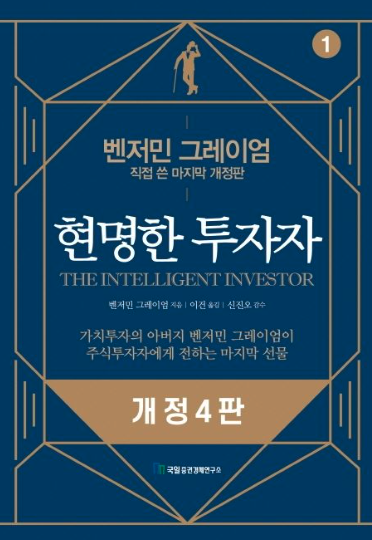 1
벤저민 그레이엄
직접 쓴 마지막 개정판
현명한 투자자
THE INTELLIGENT INVESTOR
벤저민 그레이엄 지음 | 이건 옮김 | 신진오 감수
가치투자의 아버지 벤저민 그레이엄이
주식투자자에게 전하는 마지막 선물
개정4판
국일증권경제연구소